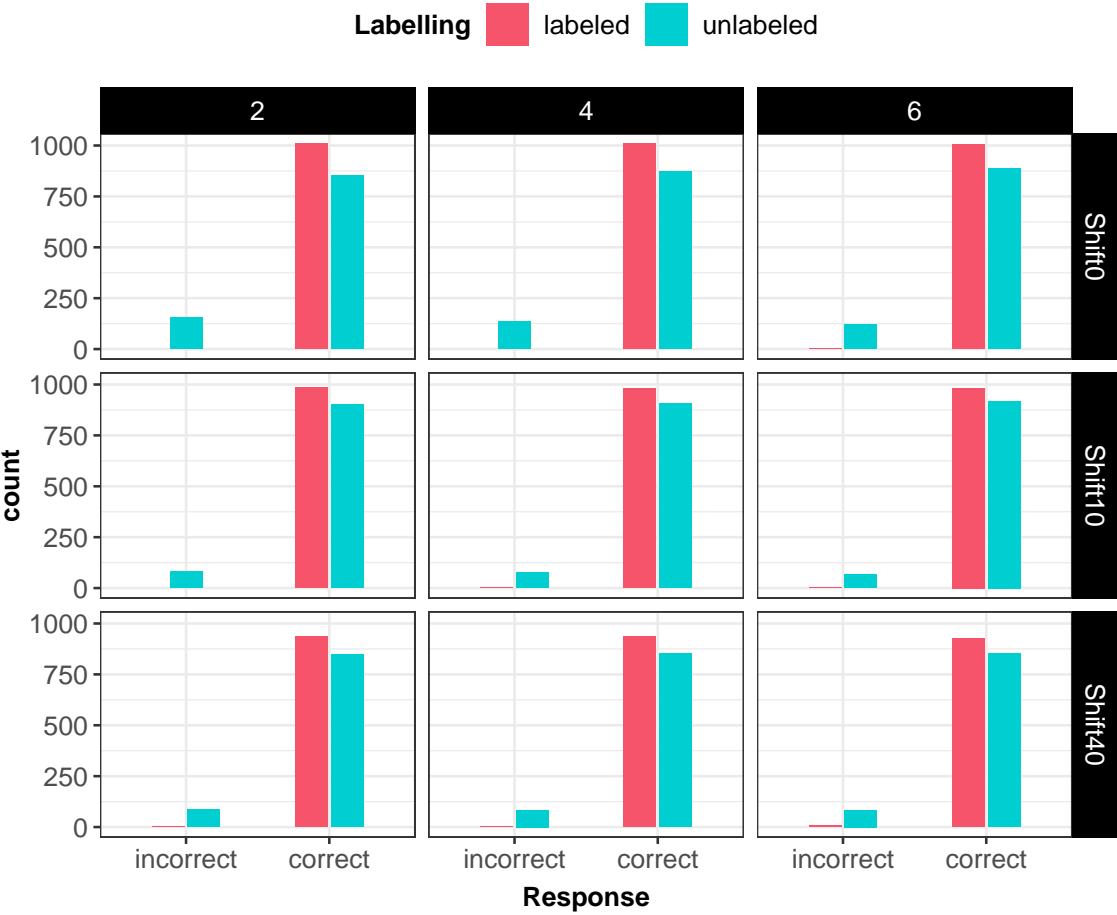 Labelling labeled unlabeled
2 4 6
1000
750
500
250
0
Shift0
1000
750
500
250
0
Shift10
1000
750
500
250
0
Shift40
count
incorrect correct incorrect correct incorrect correct
Response